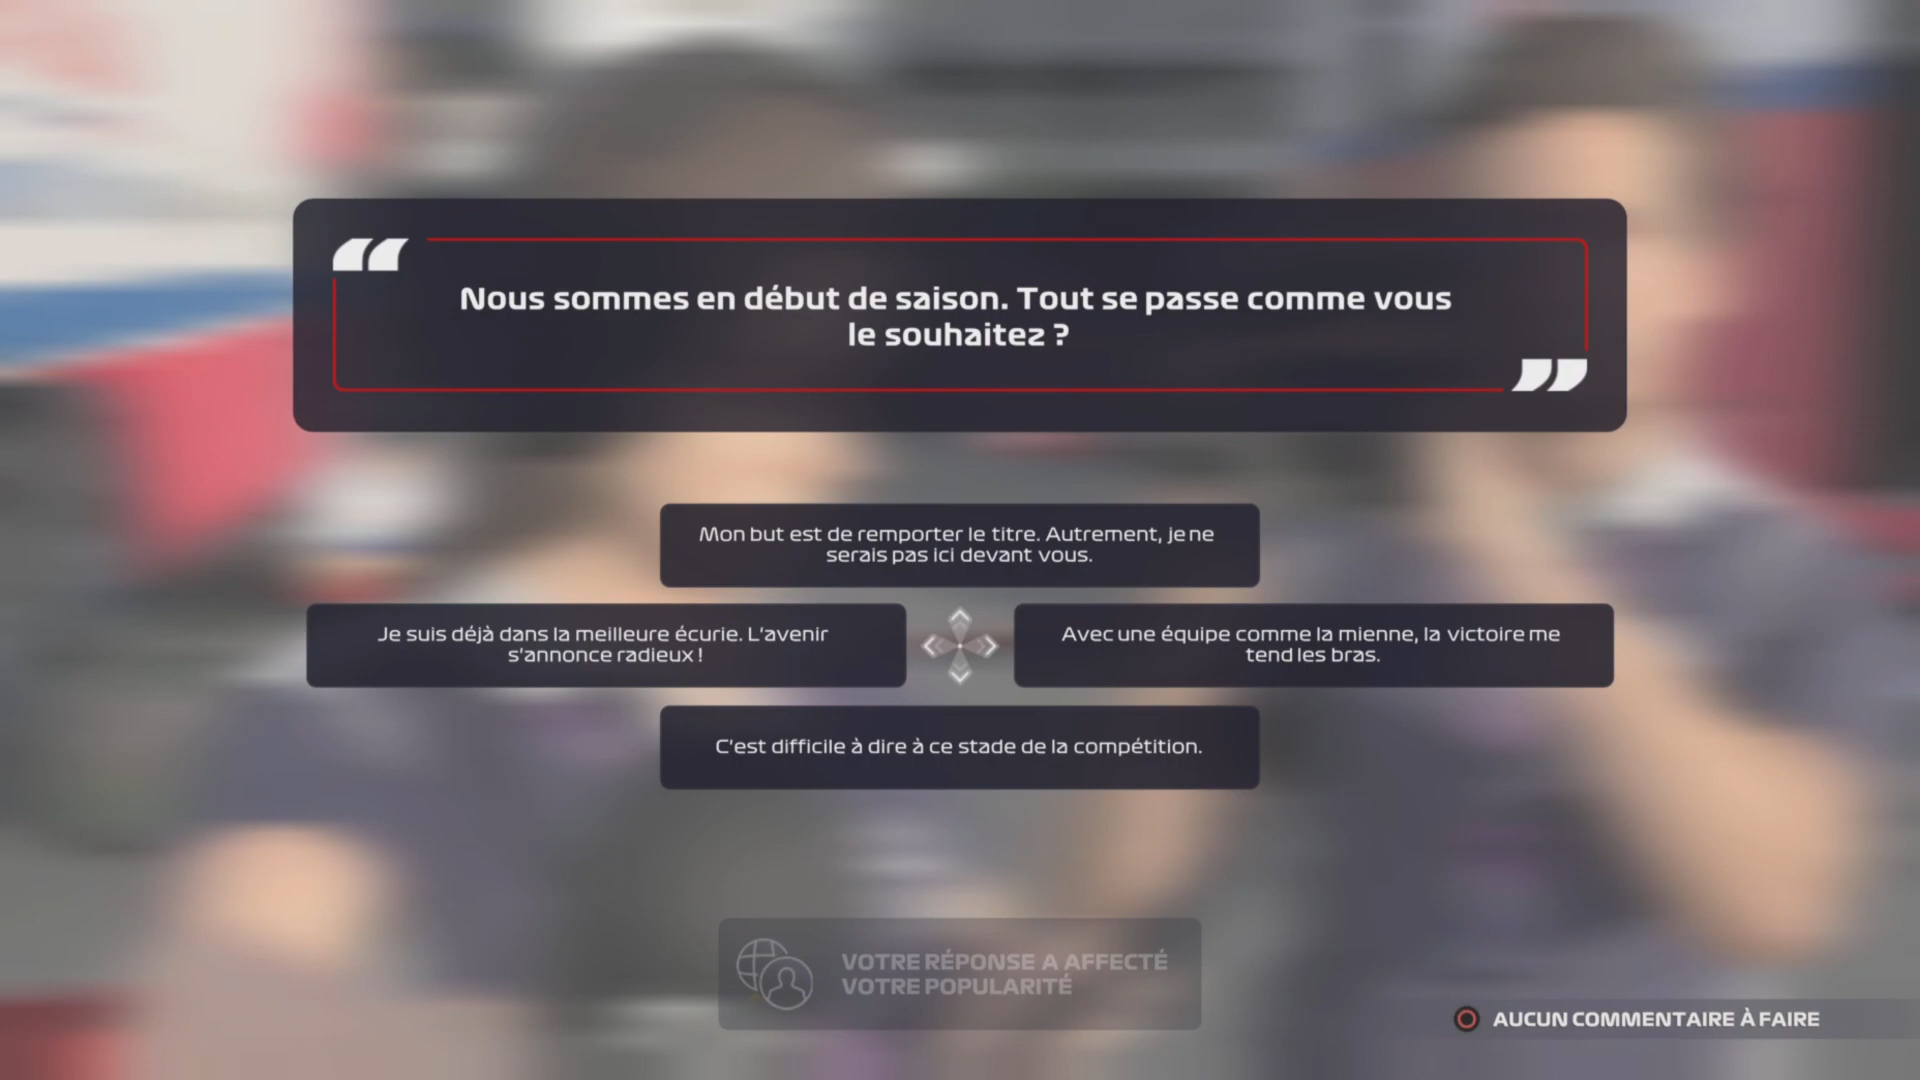 Nous sommes en début de saison. Tout se passe comme vous
le souhaitez ?
Mon but est de remporter le titre. Autrement, je ne
serais pas ici devant vous.
Je suis déjà dans la meilleure écurie. L'avenir
s'annonce radieux !
Avec une équipe comme la mienne, la victoire me
tend les bras.
C'est difficile à dire à ce stade de la compétition.
VOTRE RÉPONSE A AFFECTÉ
VOTRE POPULARITÉ
AUCUN COMMENTAIRE À FAIRE